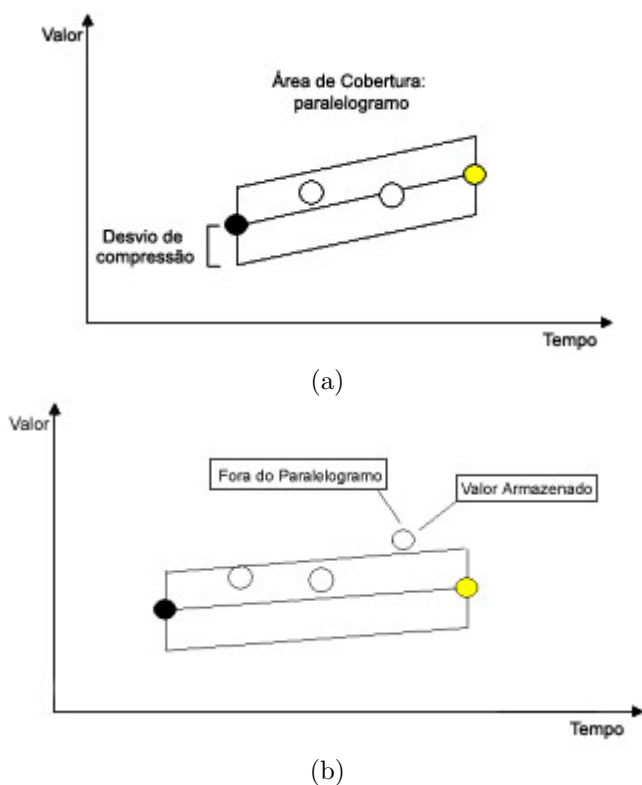 Valor
Área de Cobertura:
paralelogramo
Desvio de
compressão
Tempo
(a)
Valor
Fora do Paralelogramo
Valor Armazenado
Tempo
(b)